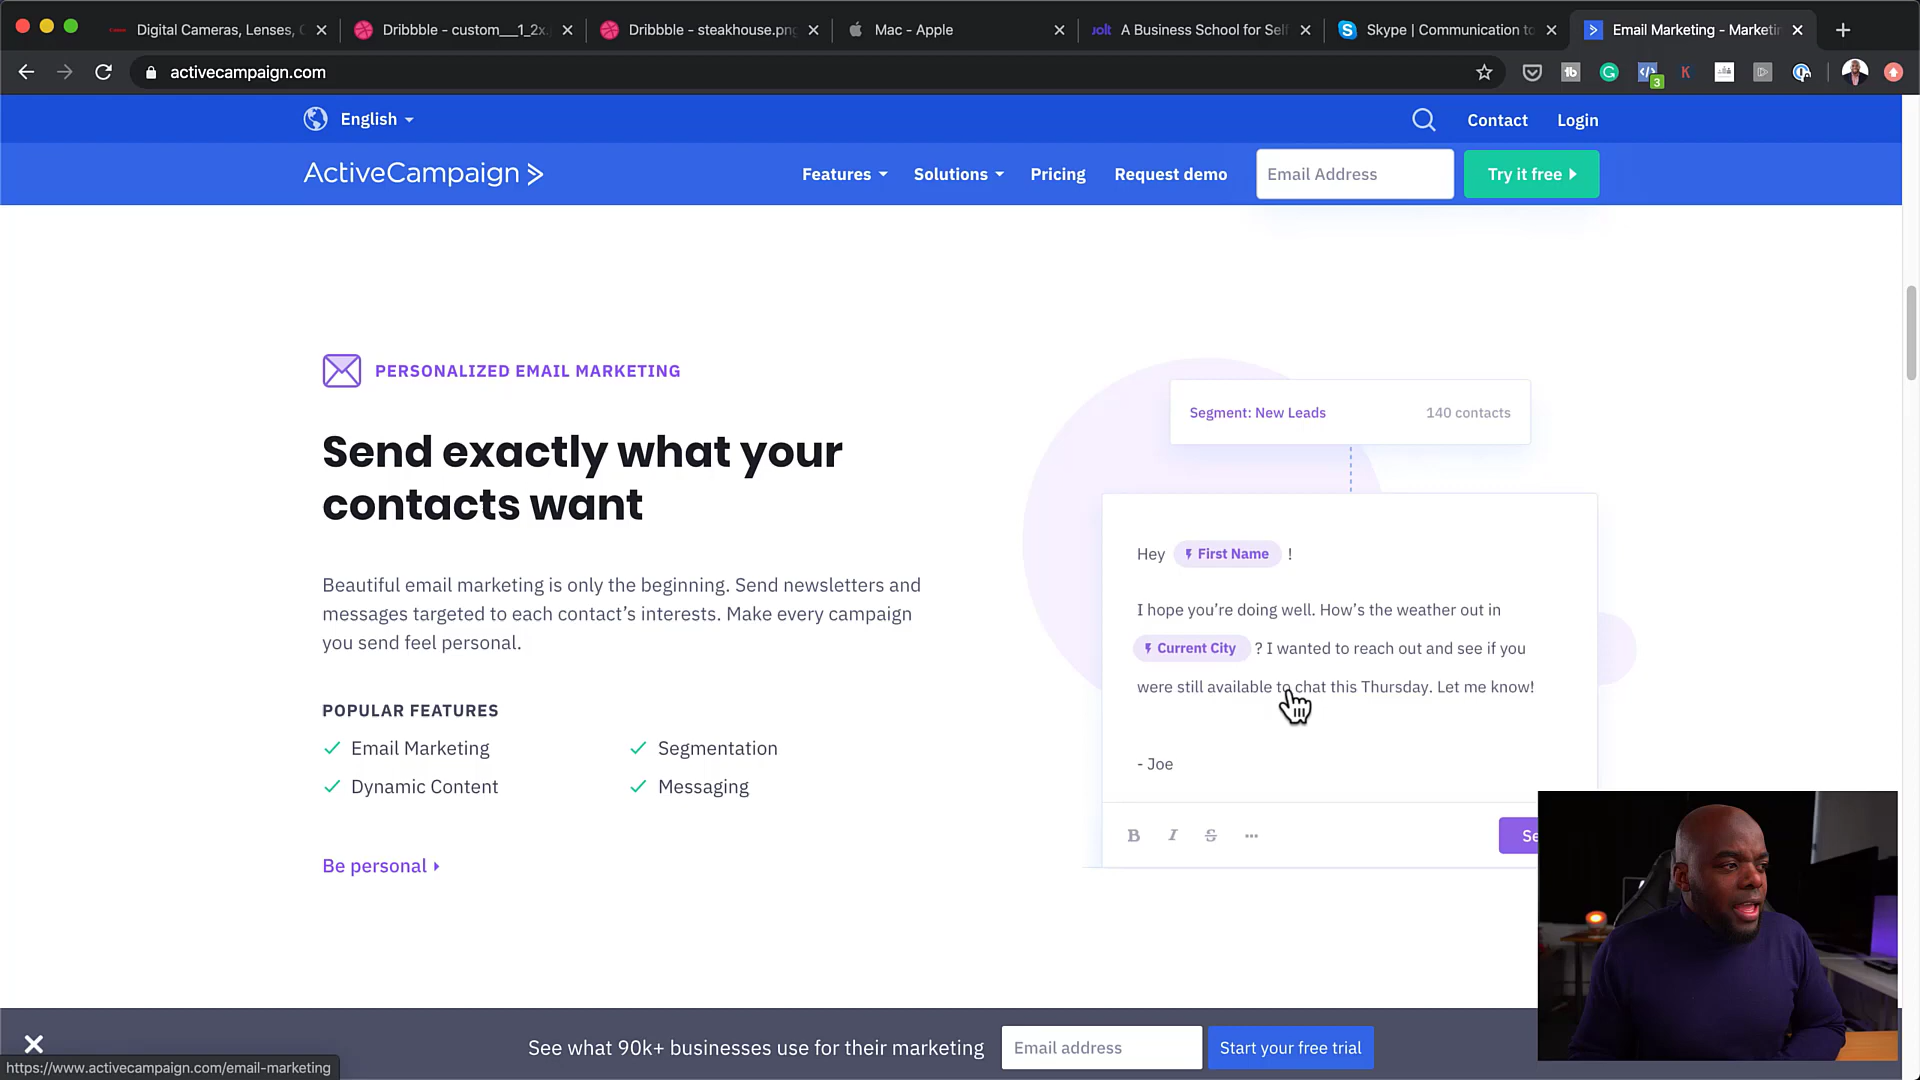 Digital Cameras, Lenses,
Dribbble - custom___1_2x.
Dribbble - steakhouse.png
Mac - Apple
Jolt
A Business School for Self
Skype | Communication to
Email Marketing - Marketin
activecampaign.com
3
English
Contact
Login
ActiveCampaign >
Features
Solutions
Pricing
Request demo
Email Address
Try it free
PERSONALIZED EMAIL MARKETING
Send exactly what your
contacts want
Beautiful email marketing is only the beginning. Send newsletters and
messages targeted to each contact’s interests. Make every campaign
you send feel personal.
POPULAR FEATURES
Email Marketing
Segmentation
Dynamic Content
Messaging
Be personal
Segment: New Leads
140 contacts
Hey First Name !
I hope you’re doing well. How’s the weather out in
Current City ? I wanted to reach out and see if you
were still available to chat this Thursday. Let me know!
- Joe
B I S ...
Se
See what 90k+ businesses use for their marketing
Email address
Start your free trial
https://www.activecampaign.com/email-marketing